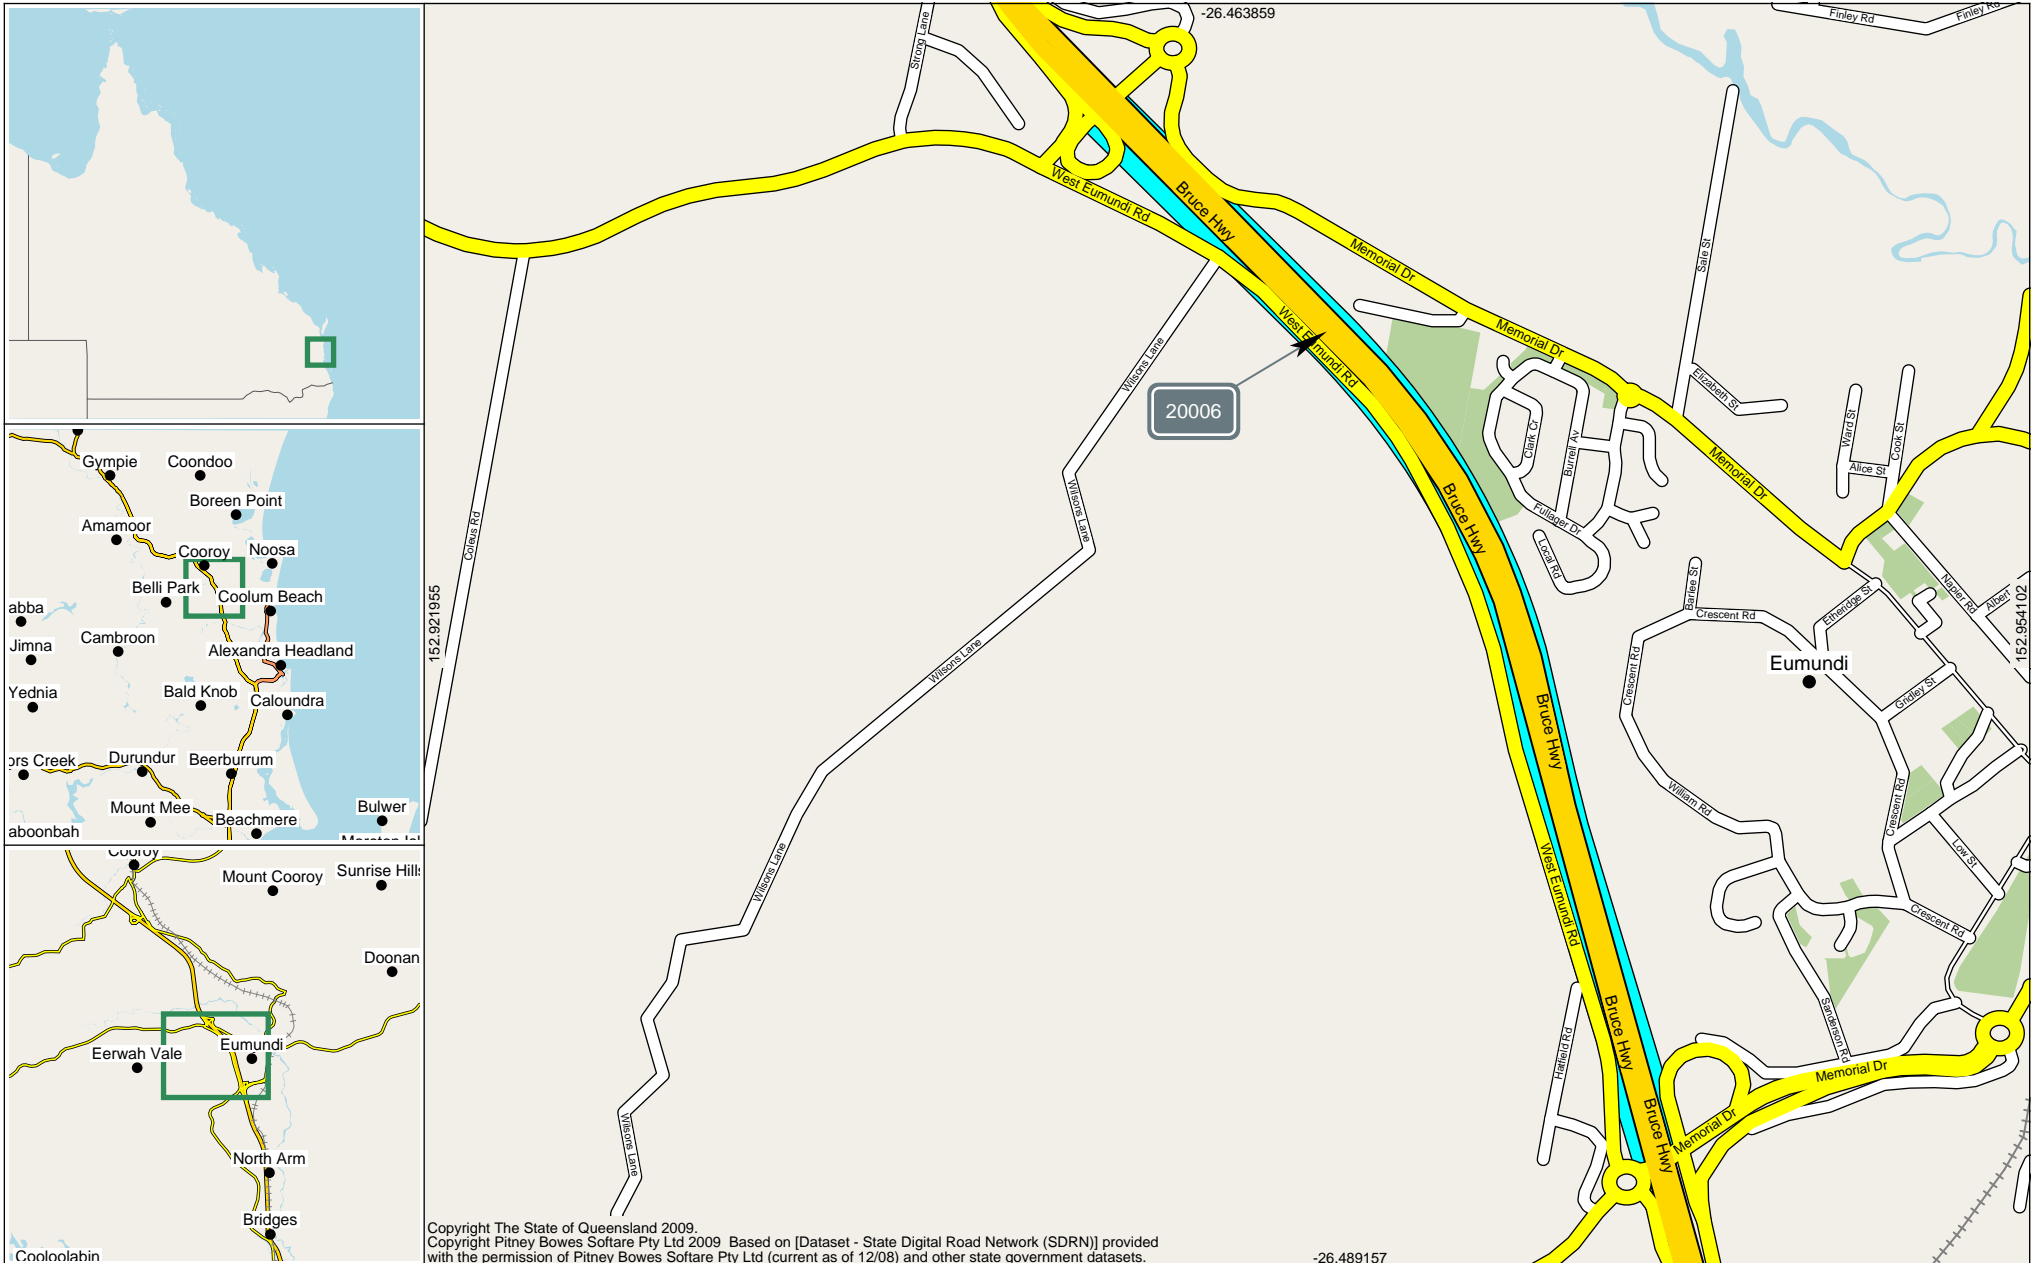 Gympie
Coondoo
Boreen Point
Amamoor
Cooroy
Noosa
Belli Park
Coolum Beach
abba
Cambroon
Jimna
Alexandra Headland
Yednia
Bald Knob
Caloundra
ors Creek
Durundur
Beerburrum
Mount Mee
Bulwer
Beachmere
aboonbah
Cooroy
Mount Cooroy
Sunrise Hills
Doonan
Eumundi
Eerwah Vale
North Arm
Bridges
Cooloolabin
-26.463859
152.921955
152.954102
-26.489157
Finley Rd
Finley Rd
Strong Lane
West Eumundi Rd
Bruce Hwy
Memorial Dr
Sale St
West Eumundi Rd
Memorial Dr
Wilsons Lane
20006
Elizabeth St
Ward St
Cook St
Clark Cr
Burrell Av
Alice St
Memorial Dr
Coleus Rd
Wilsons Lane
Bruce Hwy
Fullager Dr
Local Rd
Napier Rd
Albert
Barlee St
Crescent Rd
Etheridge St
Wilsons Lane
Crescent Rd
Eumundi
Gridley St
Bruce Hwy
William Rd
Crescent Rd
Low St
Wilsons Lane
West Eumundi Rd
Crescent Rd
Bruce Hwy
Hatfield Rd
Sanderson Rd
Memorial Dr
Memorial Dr
Bruce Hwy
Wilsons Lane
Copyright The State of Queensland 2009.
Copyright Pitney Bowes Softare Pty Ltd 2009 Based on [Dataset - State Digital Road Network (SDRN)] provided
with the permission of Pitney Bowes Softare Pty Ltd (current as of 12/08) and other state government datasets.